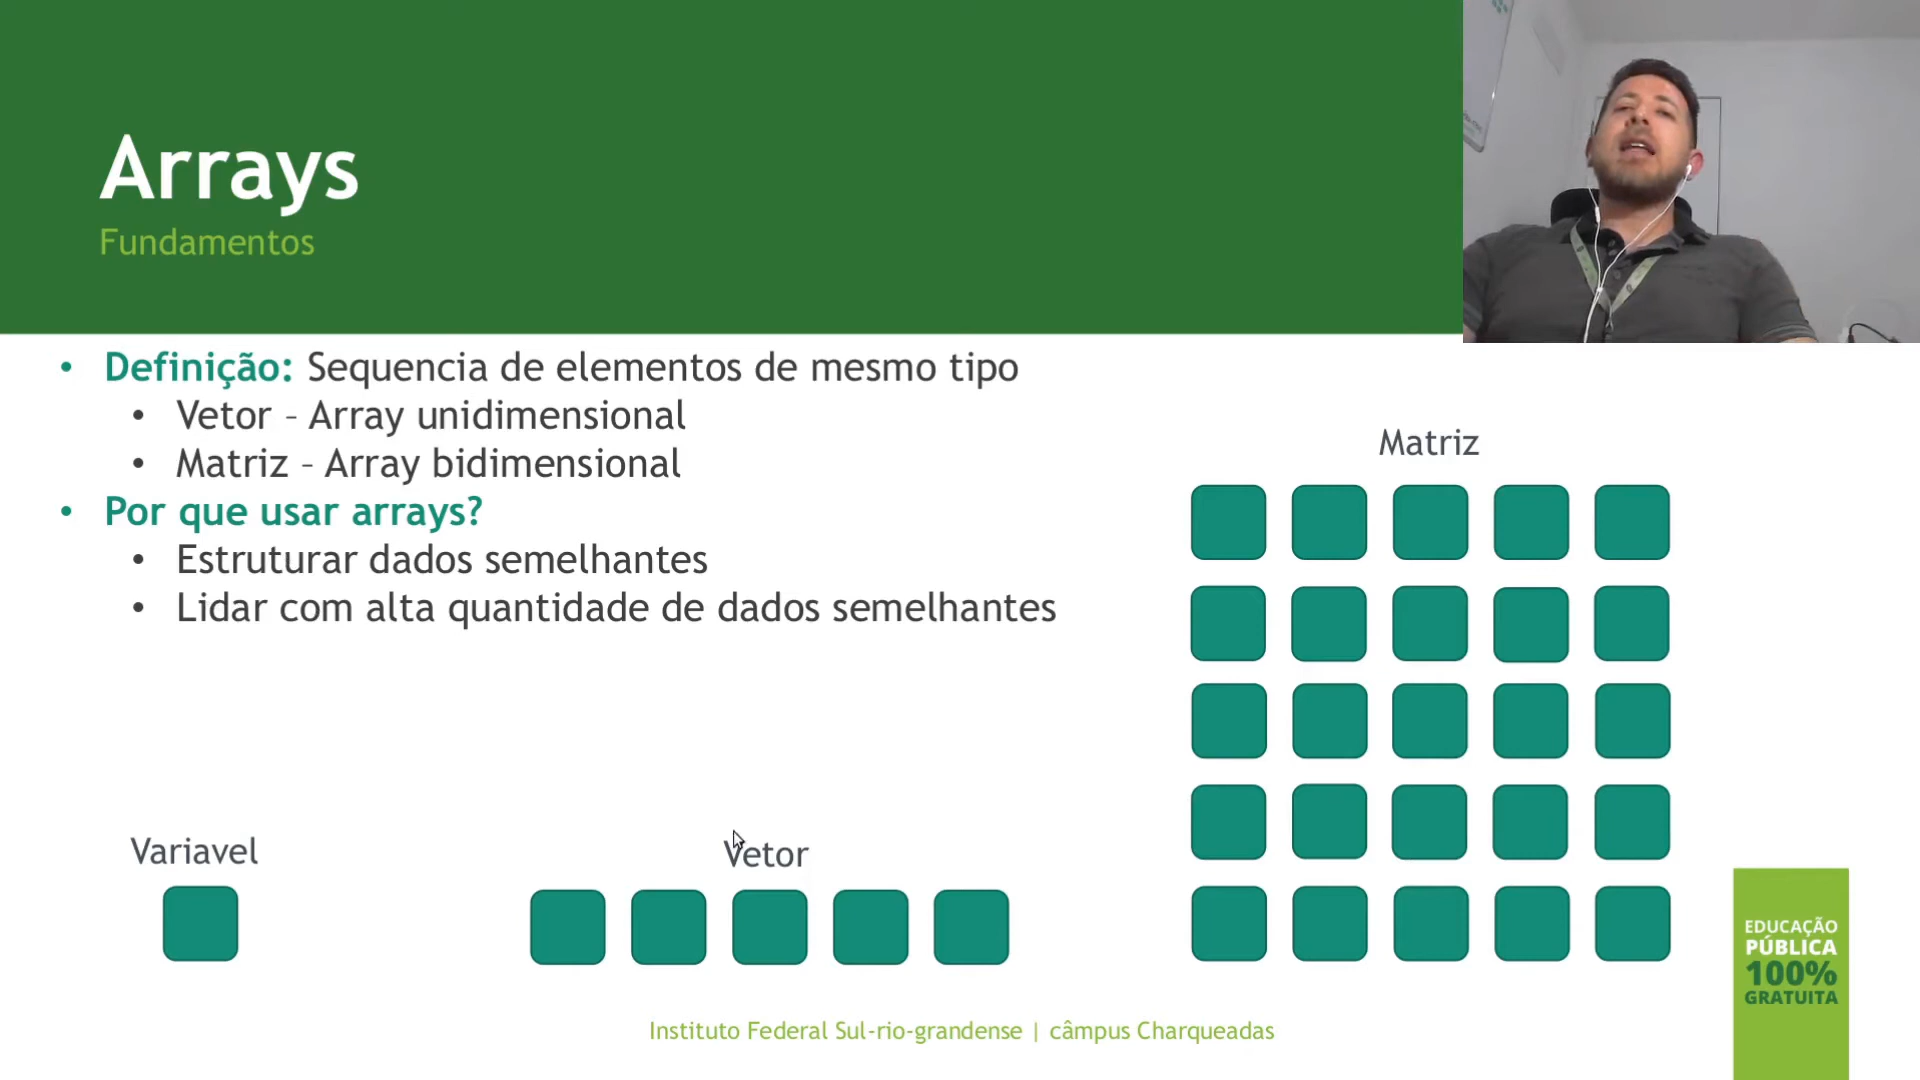 Arrays
Fundamentos
• Definição: Sequencia de elementos de mesmo tipo
• Vetor – Array unidimensional
• Matriz – Array bidimensional
• Por que usar arrays?
• Estruturar dados semelhantes
• Lidar com alta quantidade de dados semelhantes
Matriz
Variavel
Vetor
EDUCAÇÃO
PÚBLICA
100%
GRATUITA
Instituto Federal Sul-rio-grandense | câmpus Charqueadas